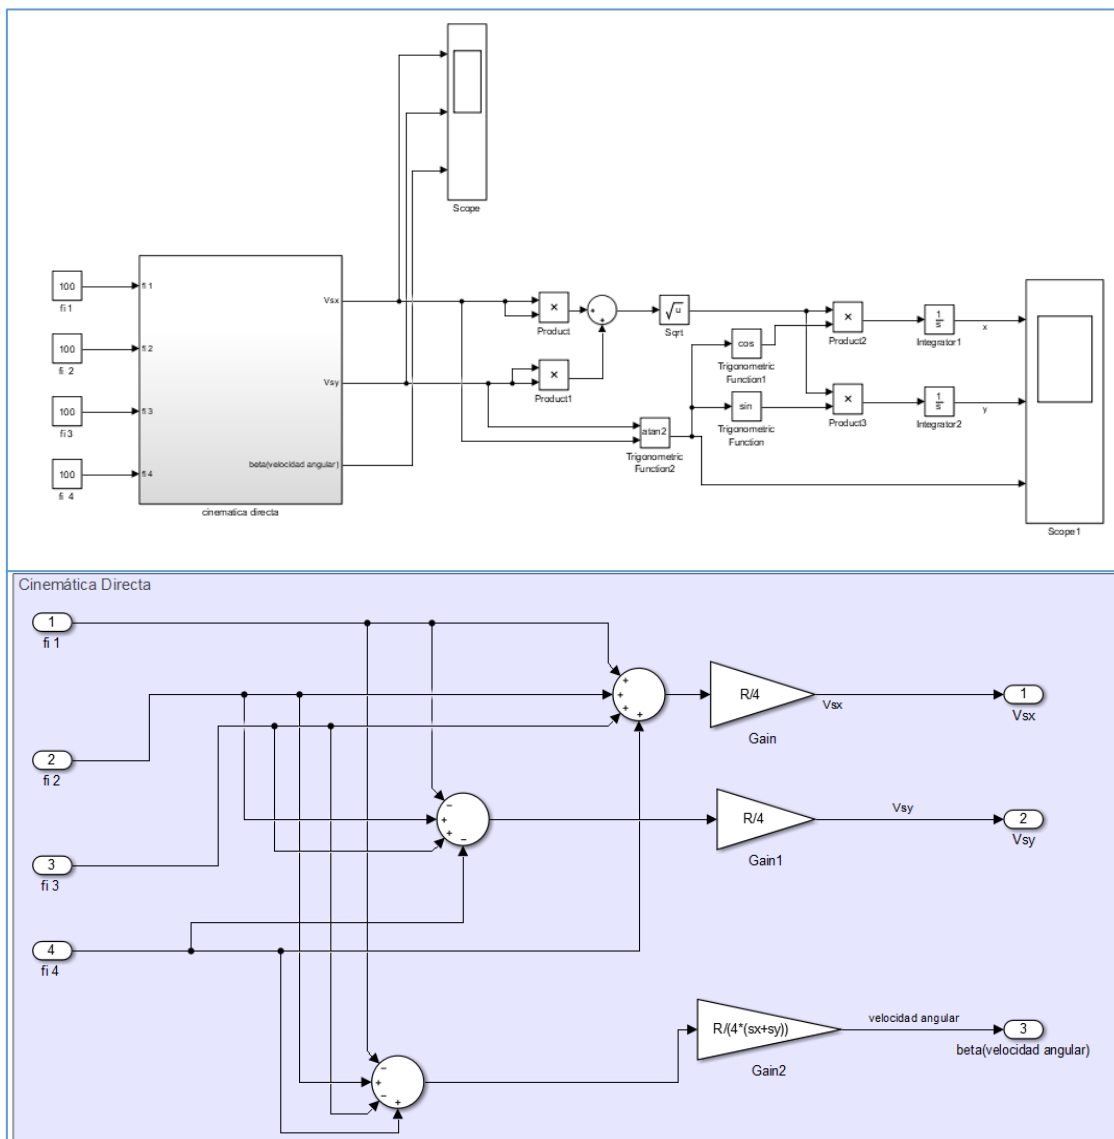 Scope
100
fi 1
100
fi 2
100
fi 3
100
fi 4
fi 1
fi 2
fi 3
fi 4
Vsx
Vsy
beta(velocidad angular)
cinematica directa
×
Product
×
Product1
+
+
√u
Sqrt
atan2
Trigonometric
Function2
cos
Trigonometric
Function1
sin
Trigonometric
Function
×
Product2
×
Product3
1
s
Integrator1
x
1
s
Integrator2
y
Scope1
Cinemática Directa
1
fi 1
2
fi 2
3
fi 3
4
fi 4
+
+
+
+
R/4
Gain
Vsx
1
Vsx
−
+
+
−
R/4
Gain1
Vsy
2
Vsy
−
+
−
+
R/(4*(sx+sy))
Gain2
velocidad angular
3
beta(velocidad angular)